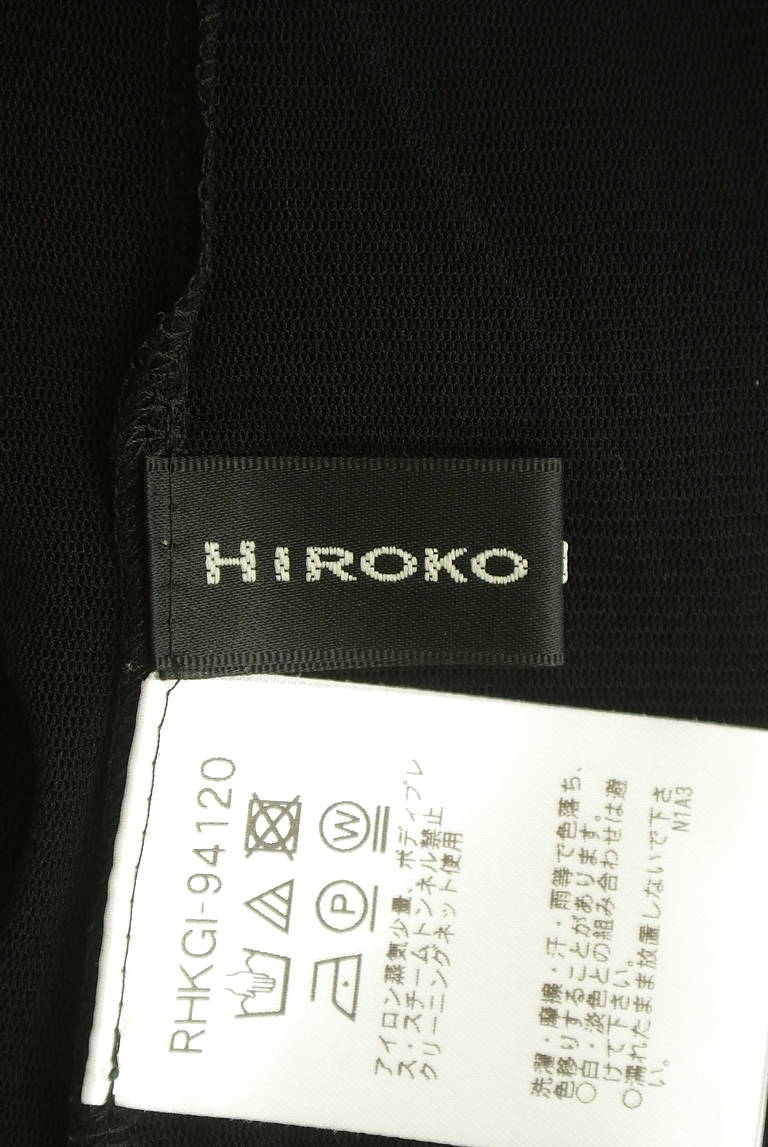 HIROKO
RHKGI-94120
W
P
アイロン蒸気少量、ボディプレ
ス・スチームトンネル禁止
クリーニングネット使用
洗濯・摩擦・汗・雨等で色落ち、
色移りすることがあります。
○白・淡色との組み合わせは避
けて下さい。
○濡れたまま放置しないで下さ
い。
N1A3